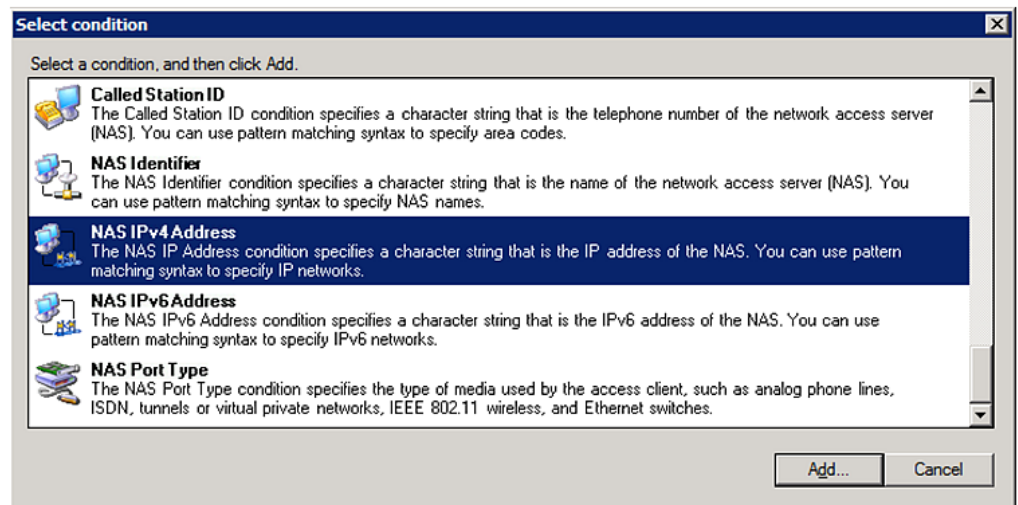 Select condition
Select a condition, and then click Add.
Called Station ID
The Called Station ID condition specifies a character string that is the telephone number of the network access server
(NAS). You can use pattern matching syntax to specify area codes.
NAS Identifier
The NAS Identifier condition specifies a character string that is the name of the network access server (NAS). You
can use pattern matching syntax to specify NAS names.
NAS IPv4 Address
The NAS IP Address condition specifies a character string that is the IP address of the NAS. You can use pattern
matching syntax to specify IP networks.
NAS IPv6 Address
The NAS IPv6 Address condition specifies a character string that is the IPv6 address of the NAS. You can use
pattern matching syntax to specify IPv6 networks.
NAS Port Type
The NAS Port Type condition specifies the type of media used by the access client, such as analog phone lines,
ISDN, tunnels or virtual private networks, IEEE 802.11 wireless, and Ethernet switches.
Add...
Cancel